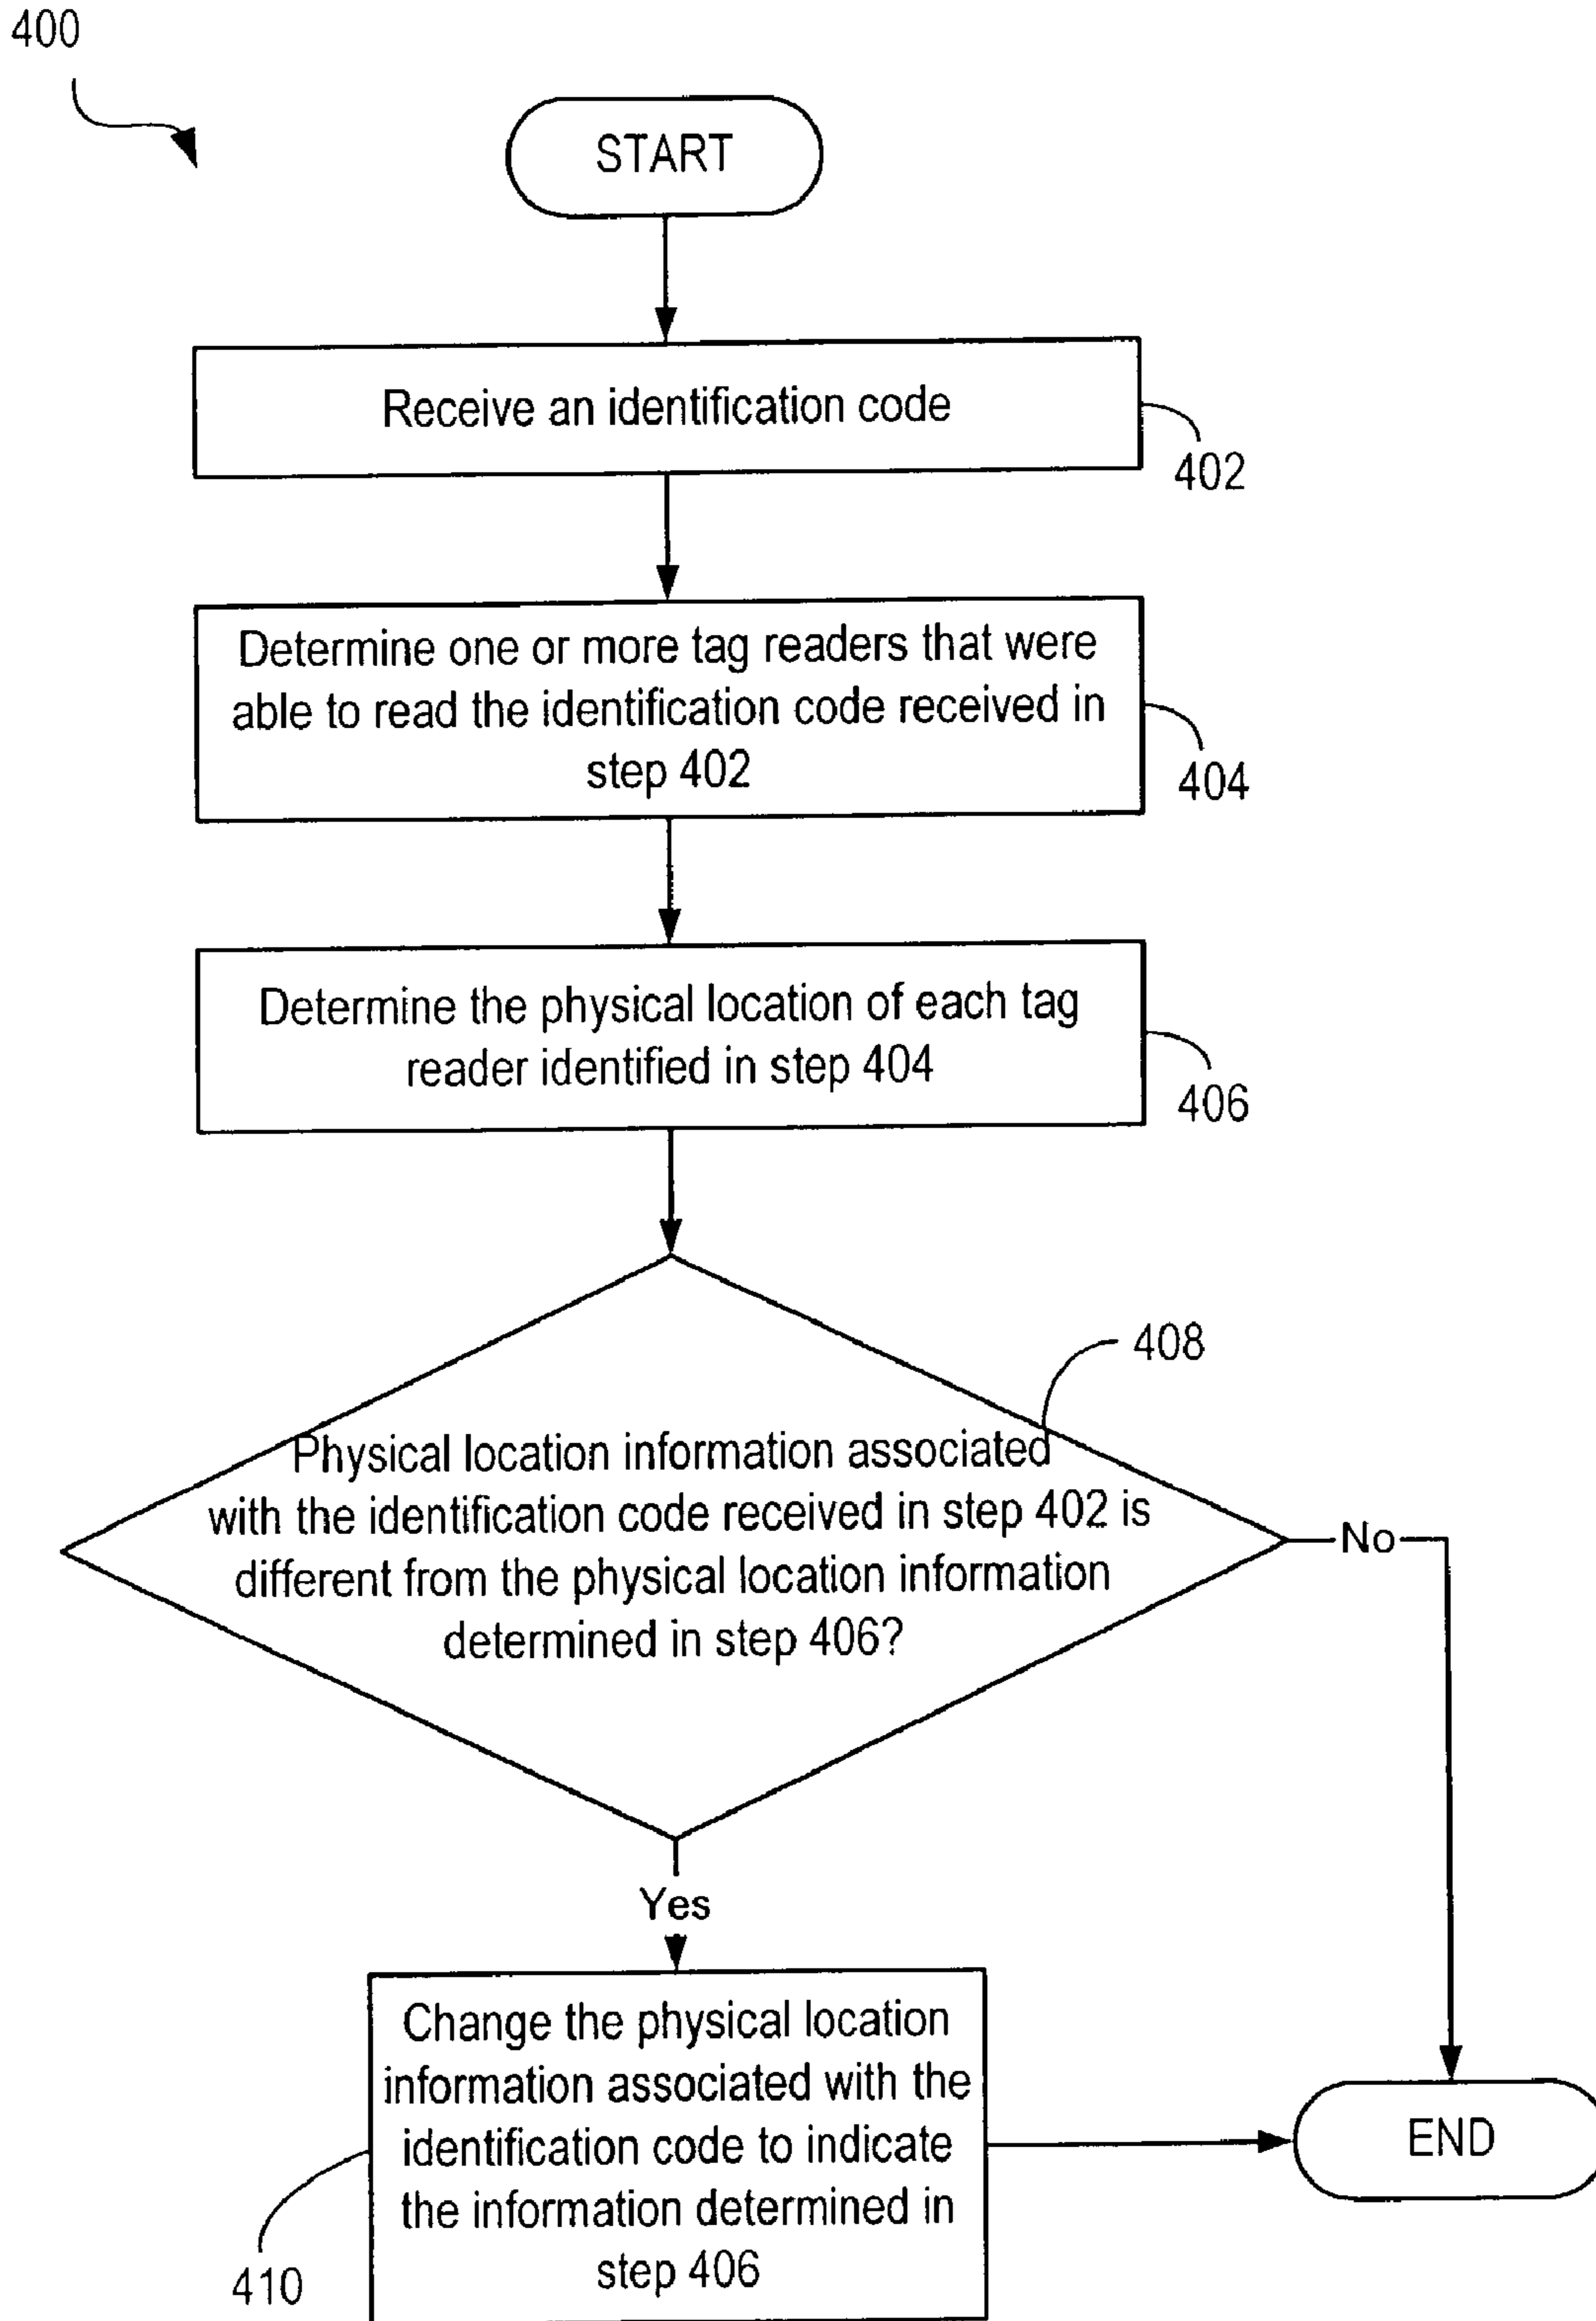 400
START
Receive an identification code
402
Determine one or more tag readers that were
able to read the identification code received in
step 402
404
Determine the physical location of each tag
reader identified in step 404
406
408
Physical location information associated
with the identification code received in step 402 is
different from the physical location information
determined in step 406?
No
Yes
Change the physical location
information associated with the
identification code to indicate
the information determined in
step 406
410
END